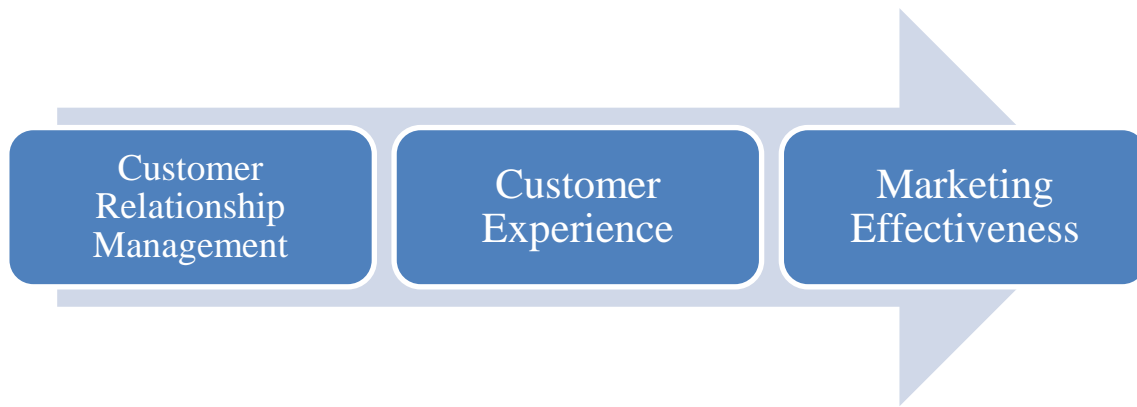 Customer
Relationship
Management
Customer
Experience
Marketing
Effectiveness